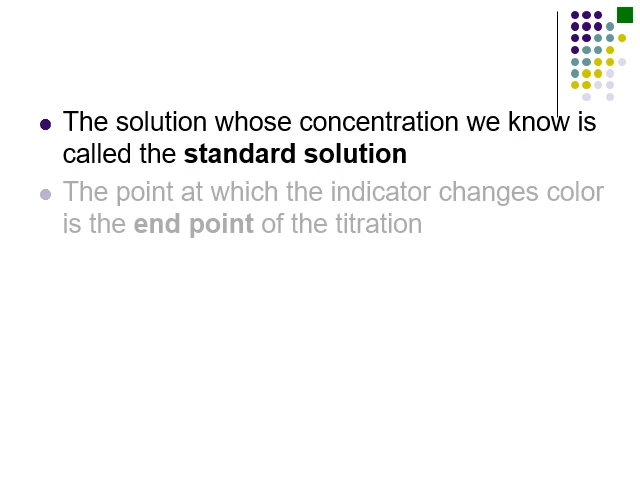 The solution whose concentration we know is
called the standard solution
The point at which the indicator changes color
is the end point of the titration